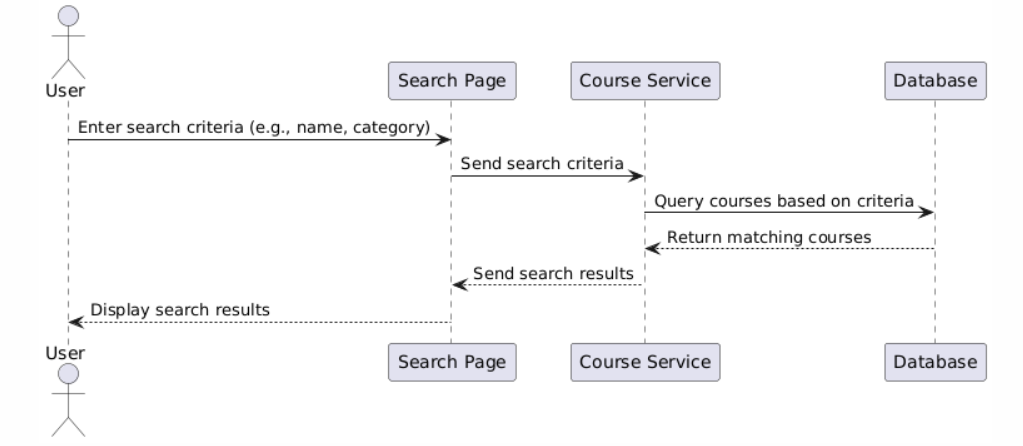 User
Search Page
Course Service
Database
Enter search criteria (e.g., name, category)
Send search criteria
Query courses based on criteria
Return matching courses
Send search results
Display search results
User
Search Page
Course Service
Database